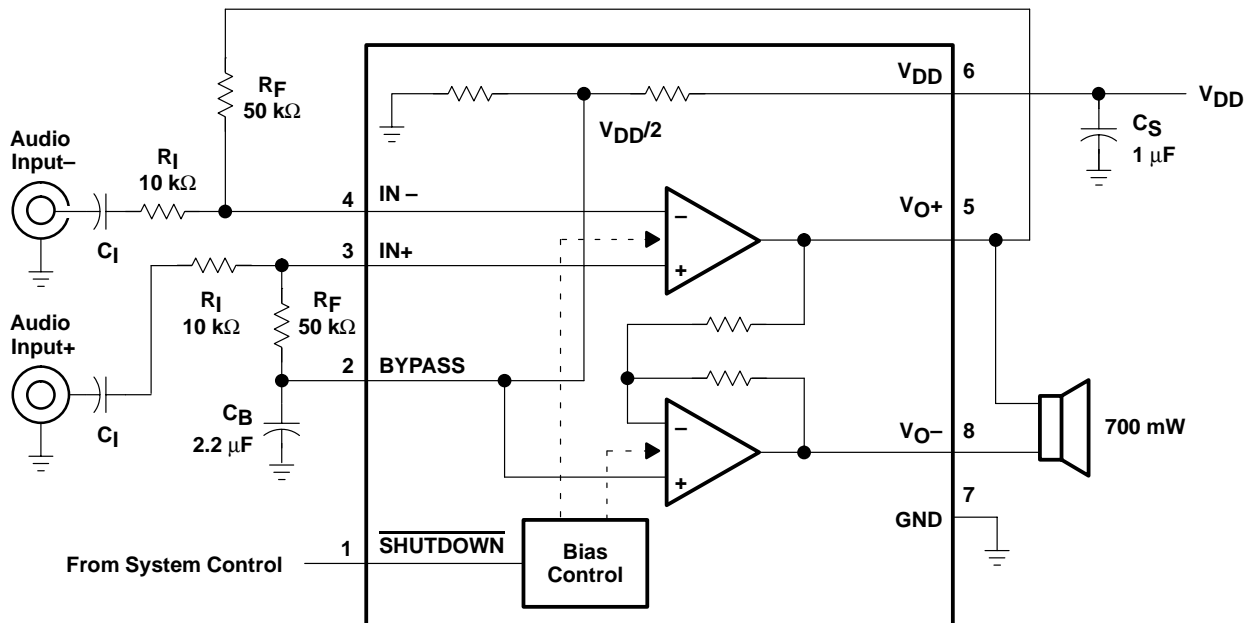 VDD
6
RF
50 kΩ
VDD
VDD/2
CS
1 μF
Audio
Input–
RI
10 kΩ
CI
4
IN –
–
VO+
5
3
IN+
+
RI
10 kΩ
RF
50 kΩ
Audio
Input+
CI
2
BYPASS
CB
2.2 μF
–
+
VO–
8
700 mW
7
GND
1
SHUTDOWN
From System Control
Bias
Control